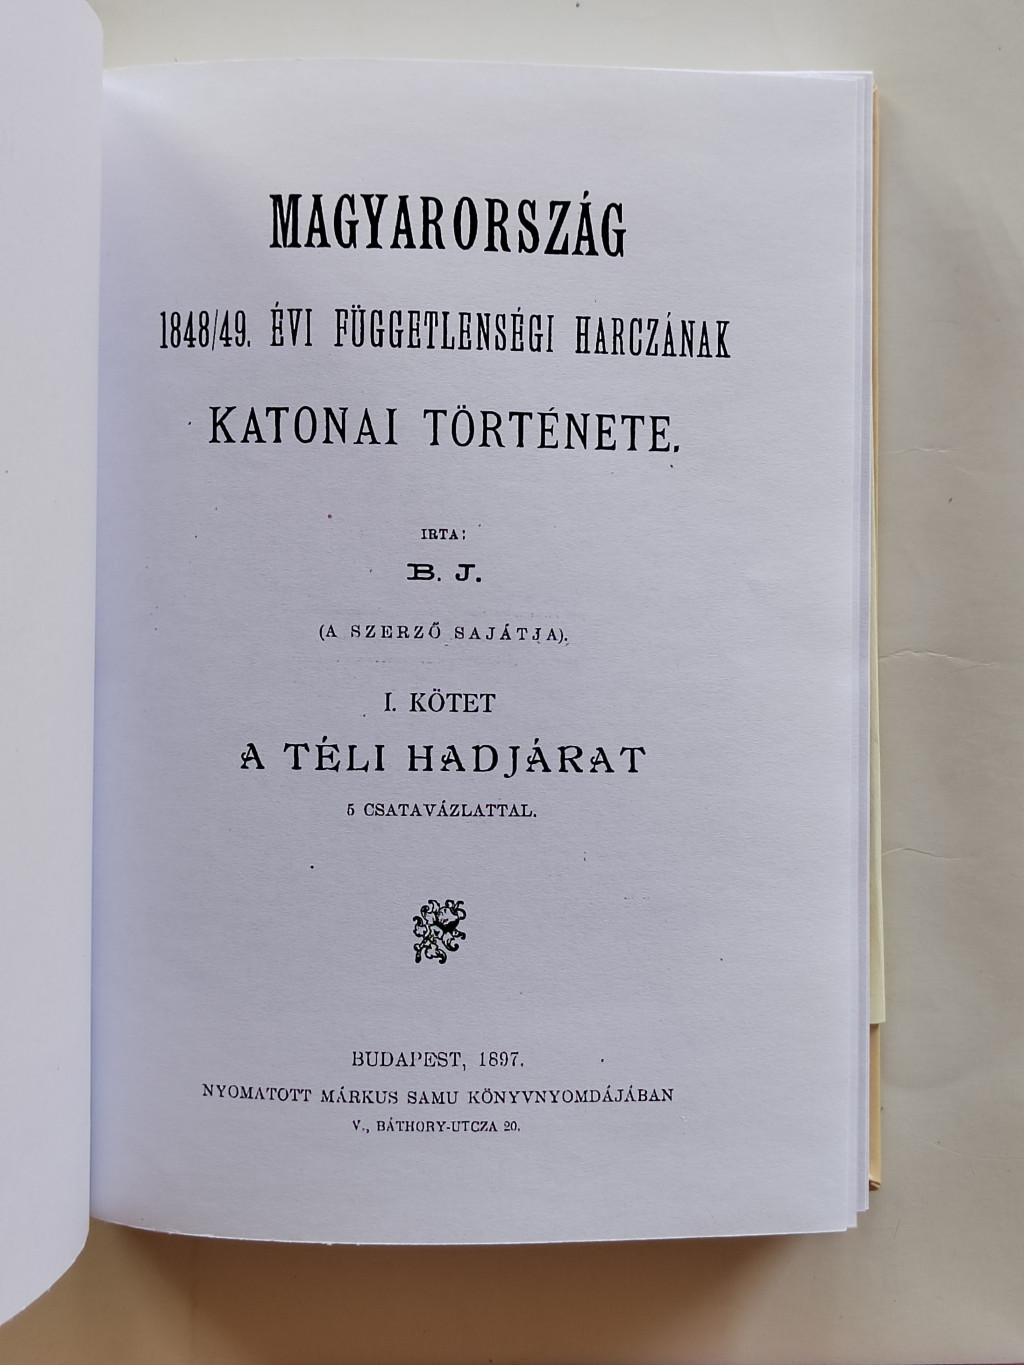 MAGYARORSZÁG
1848/49. ÉVI FÜGGETLENSÉGI HARCZÁNAK
KATONAI TÖRTÉNETE.
IRTA:
B. J.
(A SZERZŐ SAJÁTJA).
I. KÖTET
A TÉLI HADJÁRAT
5 CSATAVÁZLATTAL.
BUDAPEST, 1897.
NYOMATOTT MÁRKUS SAMU KÖNYVNYOMDÁJÁBAN
V., BÁTHORY-UTCZA 20.